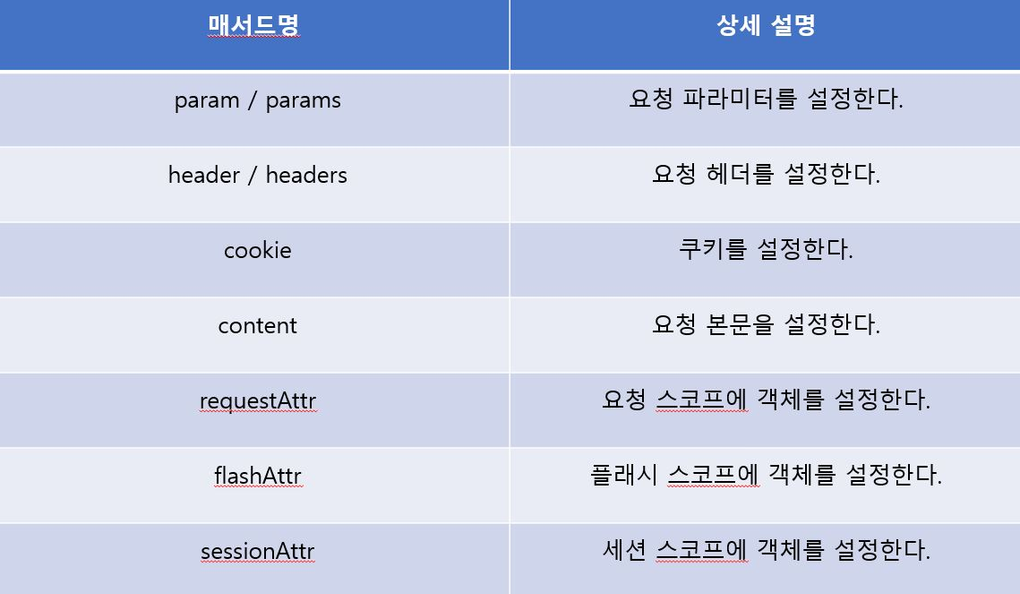 매서드명 상세 설명
param / params 요청 파라미터를 설정한다.
header / headers 요청 헤더를 설정한다.
cookie 쿠키를 설정한다.
content 요청 본문을 설정한다.
requestAttr 요청 스코프에 객체를 설정한다.
flashAttr 플래시 스코프에 객체를 설정한다.
sessionAttr 세션 스코프에 객체를 설정한다.